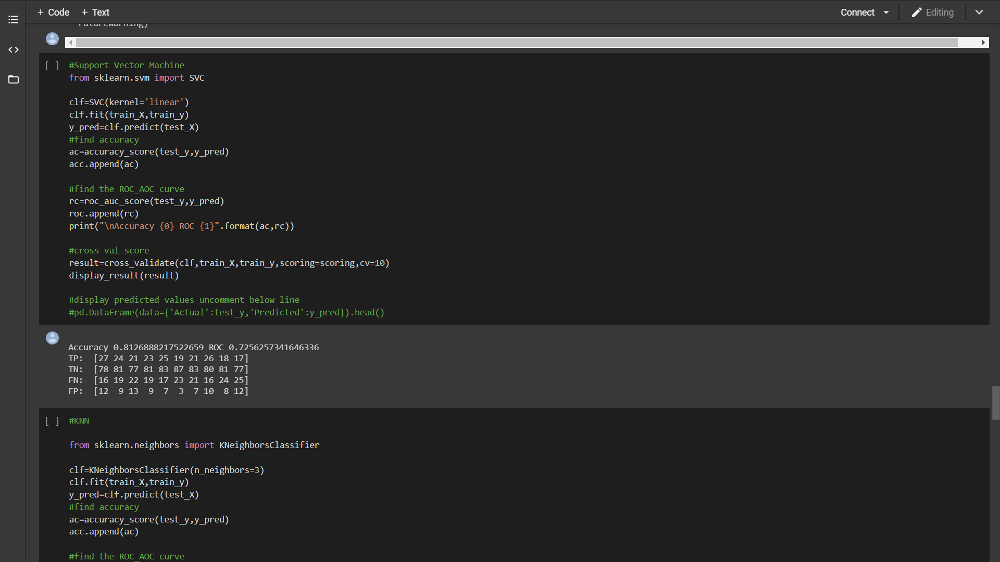 + Code + Text Connect Editing
FutureWarning)
[ ] #Support Vector Machine
from sklearn.svm import SVC
clf=SVC(kernel='linear')
clf.fit(train_X,train_y)
y_pred=clf.predict(test_X)
#find accuracy
ac=accuracy_score(test_y,y_pred)
acc.append(ac)
#find the ROC_AOC curve
rc=roc_auc_score(test_y,y_pred)
roc.append(rc)
print("\nAccuracy {0} ROC {1}".format(ac,rc))
#cross val score
result=cross_validate(clf,train_X,train_y,scoring=scoring,cv=10)
display_result(result)
#display predicted values uncomment below line
#pd.DataFrame(data={'Actual':test_y,'Predicted':y_pred}).head()
Accuracy 0.8126888217522659 ROC 0.7256257341646336
TP:  [27 24 21 23 25 19 21 26 18 17]
TN:  [78 81 77 81 83 87 83 80 81 77]
FN:  [16 19 22 19 17 23 21 16 24 25]
FP:  [12  9 13  9  7  3  7 10  8 12]
[ ] #KNN
from sklearn.neighbors import KNeighborsClassifier
clf=KNeighborsClassifier(n_neighbors=3)
clf.fit(train_X,train_y)
y_pred=clf.predict(test_X)
#find accuracy
ac=accuracy_score(test_y,y_pred)
acc.append(ac)
#find the ROC_AOC curve